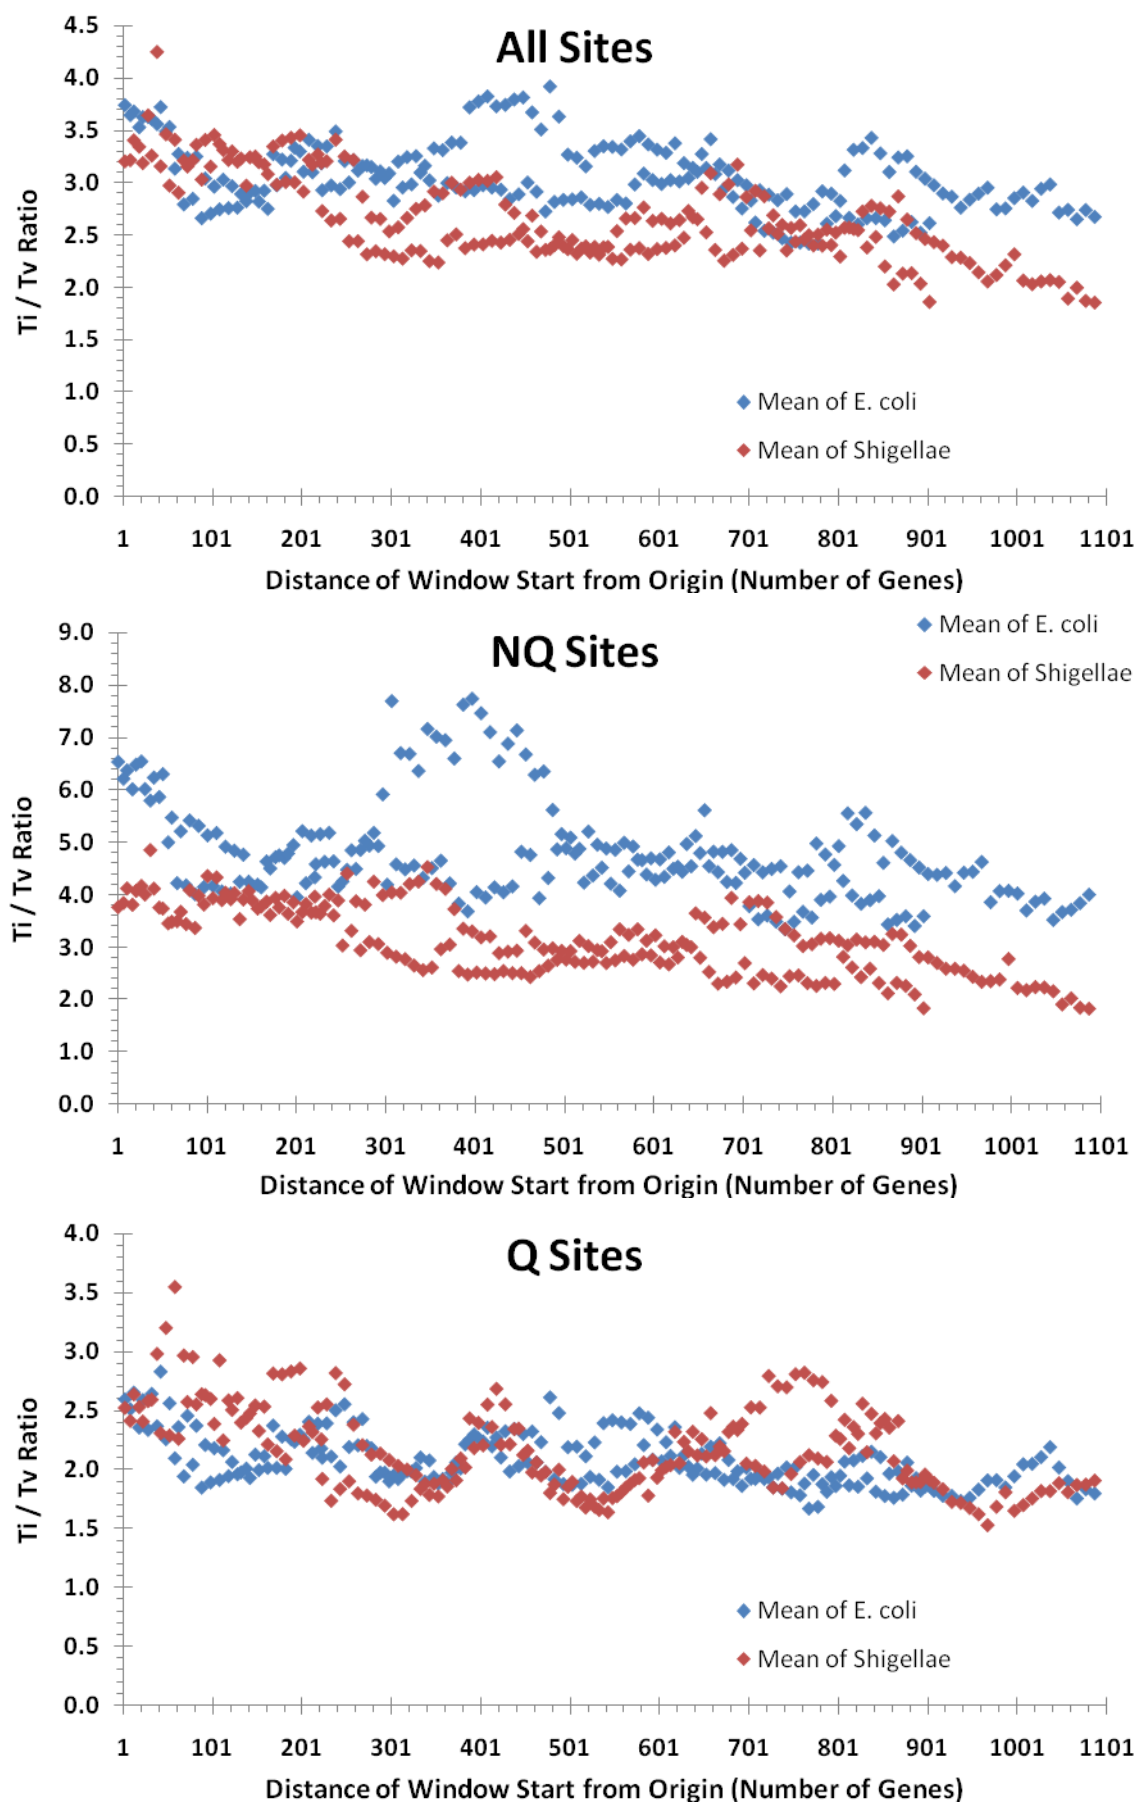 All Sites
Ti / Tv Ratio
4.5
4.0
3.5
3.0
2.5
2.0
1.5
1.0
0.5
0.0
Mean of E. coli
Mean of Shigellae
1 101 201 301 401 501 601 701 801 901 1001 1101
Distance of Window Start from Origin (Number of Genes)
NQ Sites
Mean of E. coli
Mean of Shigellae
Ti / Tv Ratio
9.0
8.0
7.0
6.0
5.0
4.0
3.0
2.0
1.0
0.0
1 101 201 301 401 501 601 701 801 901 1001 1101
Distance of Window Start from Origin (Number of Genes)
Q Sites
Ti / Tv Ratio
4.0
3.5
3.0
2.5
2.0
1.5
1.0
0.5
0.0
Mean of E. coli
Mean of Shigellae
1 101 201 301 401 501 601 701 801 901 1001 1101
Distance of Window Start from Origin (Number of Genes)